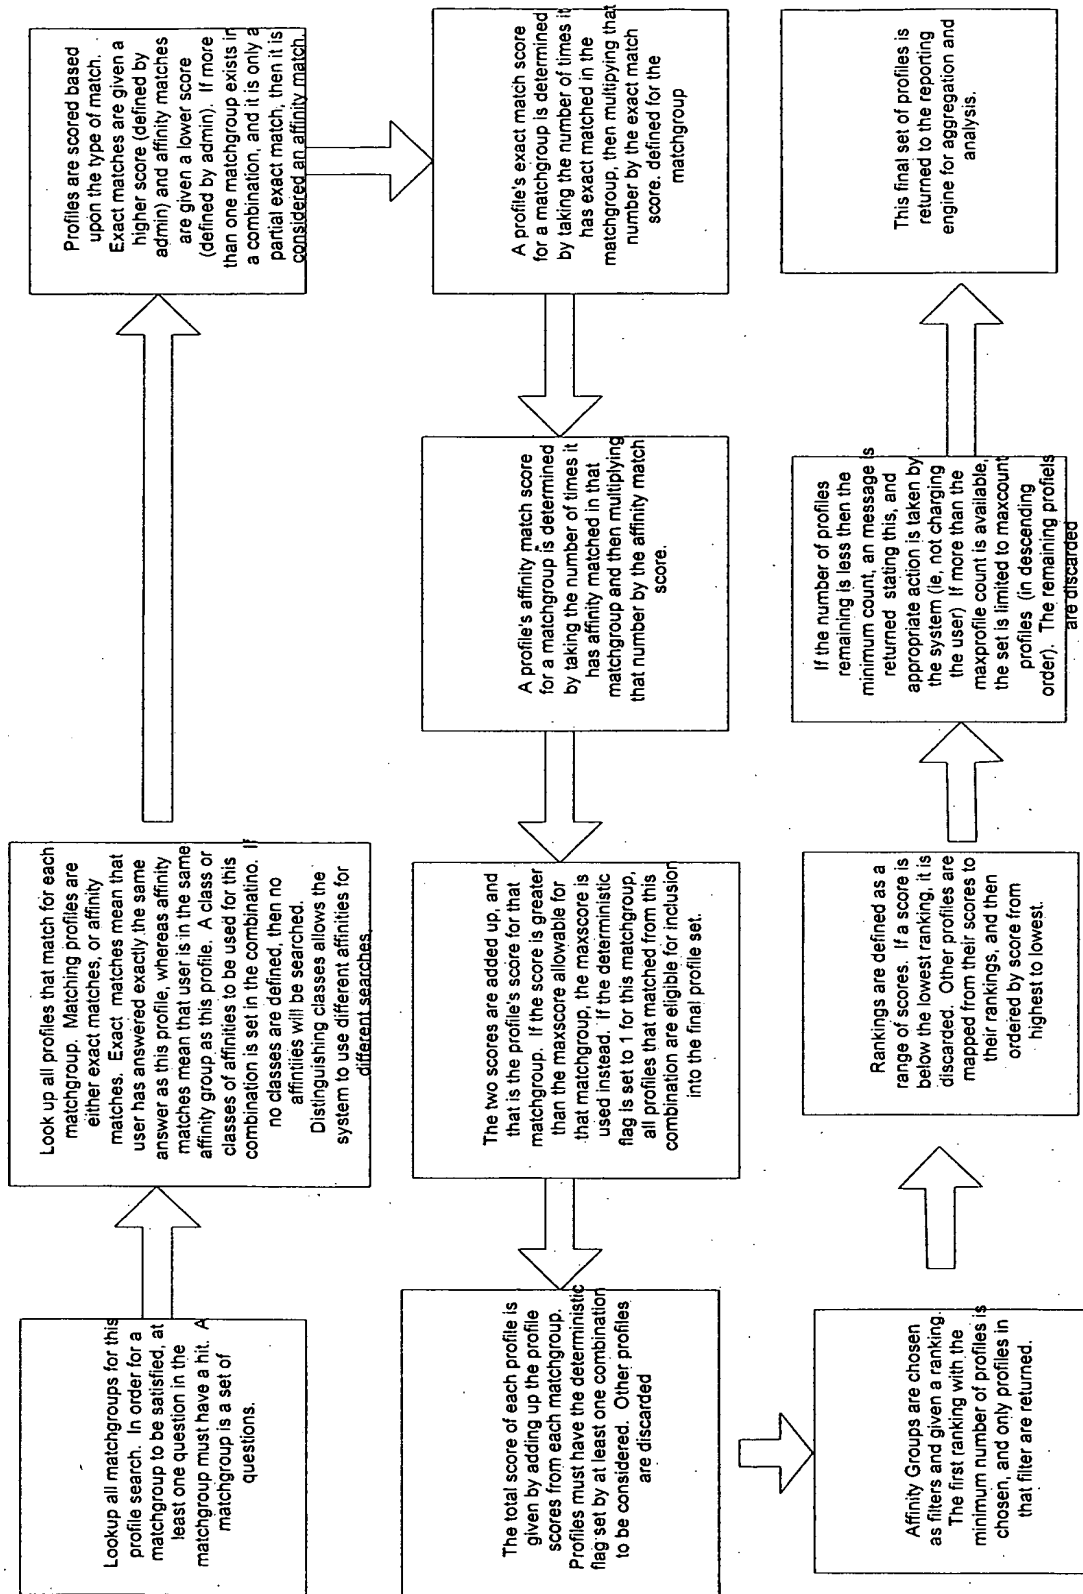 Lookup all matchgroups for this
profile search. In order for a
matchgroup to be satisfied, at
least one question in the
matchgroup must have a hit. A
matchgroup is a set of
questions.
Look up all profiles that match for each
matchgroup. Matching profiles are
either exact matches, or affinity
matches. Exact matches mean that
user has answered exactly the same
answer as this profile, whereas affinity
matches mean that user is in the same
affinity group as this profile. A class or
classes of affinities to be used for this
combination is set in the combatino. If
no classes are defined, then no
affintiies will be searched.
Distinguishing classes allows the
system to use different affinities for
different searches.
Profiles are scored based
upon the type of match.
Exact matches are given a
higher score (defined by
admin) and affinity matches
are given a lower score
(defined by admin). If more
than one matchgroup exists in
a combination, and it is only a
partial exact match, then it is
considered an affinity match.
A profile's exact match score
for a matchgroup is determined
by taking the number of times it
has exact matched in the
matchgroup, then multipying that
number by the exact match
score. defined for the
matchgroup
A profile's affinity match score
for a matchgroup is determined
by taking the number of times it
has affinity matched in that
matchgroup and then multiplying
that number by the affinity match
score.
The two scores are added up, and
that is the profile's score for that
matchgroup. If the score is greater
than the maxscore allowable for
that matchgroup, the maxscore is
used instead. If the deterministic
flag is set to 1 for this matchgroup,
all profiles that matched from this
combination are eligible for inclusion
into the final profile set.
The total score of each profile is
given by adding up the profile
scores from each matchgroup.
Profiles must have the deterministic
flag set by at least one combination
to be considered. Other profiles
are discarded
Affinity Groups are chosen
as filters and given a ranking.
The first ranking with the
minimum number of profiles is
chosen, and only profiles in
that filter are returned.
Rankings are defined as a
range of scores. If a score is
below the lowest ranking, it is
discarded. Other profiles are
mapped from their scores to
their rankings, and then
ordered by score from
highest to lowest.
If the number of profiles
remaining is less then the
minimum count, an message is
returned stating this, and
appropriate action is taken by
the system (ie, not charging
the user) If more than the
maxprofile count is available,
the set is limited to maxcount
profiles (in descending
order). The remaining profiels
are discarded
This final set of profiles is
returned to the reporting
engine for aggregation and
analysis.